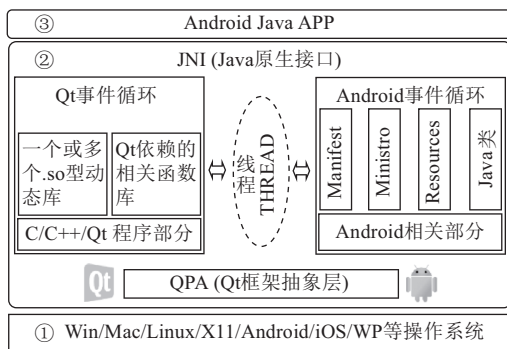 ③ Android Java APP
② JNI (Java原生接口)
Qt事件循环
一个或多
个.so型动
态库
Qt依赖的
相关函数
库
C/C++/Qt 程序部分
线程
THREAD
Android事件循环
Manifest
Ministro
Resources
Java类
Android相关部分
Qt
QPA (Qt框架抽象层)
① Win/Mac/Linux/X11/Android/iOS/WP等操作系统